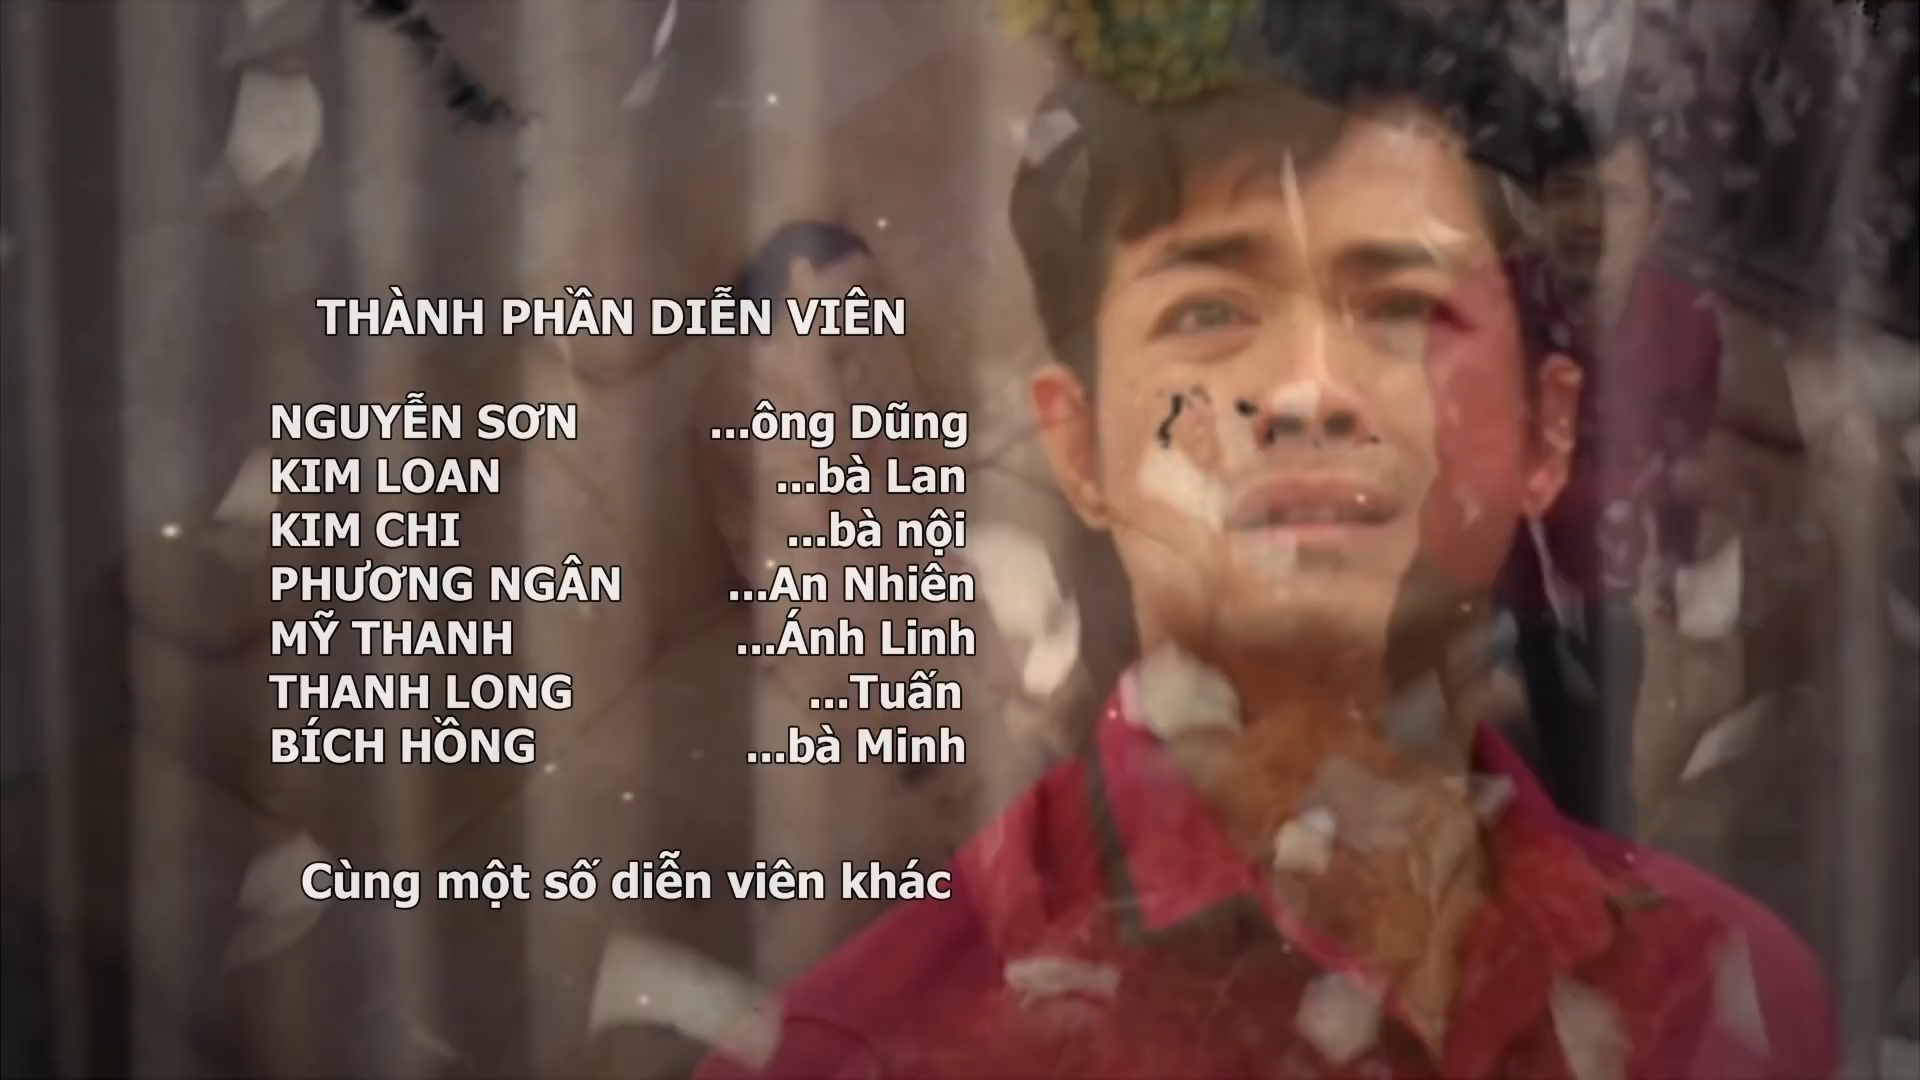 THÀNH PHẦN DIỄN VIÊN
NGUYỄN SƠN ...ông Dũng
KIM LOAN ...bà Lan
KIM CHI ...bà nội
PHƯƠNG NGÂN ...An Nhiên
MỸ THANH ...Ánh Linh
THANH LONG ...Tuấn
BÍCH HỒNG ...bà Minh
Cùng một số diễn viên khác